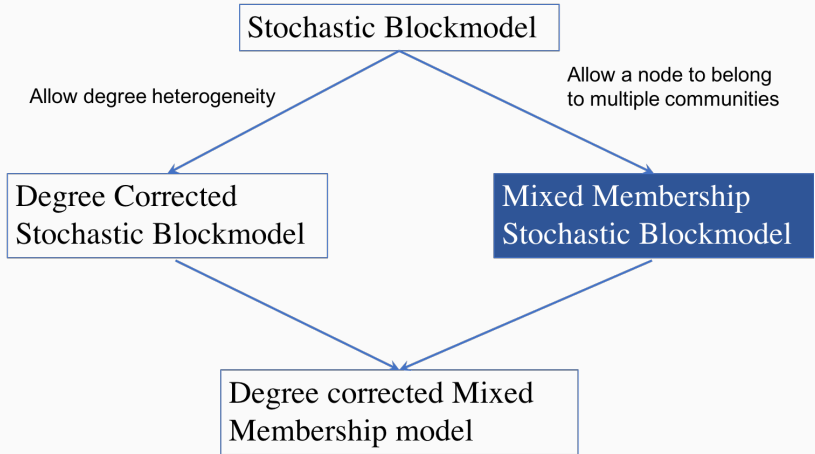 Stochastic Blockmodel
Allow degree heterogeneity
Allow a node to belong
to multiple communities
Degree Corrected
Stochastic Blockmodel
Mixed Membership
Stochastic Blockmodel
Degree corrected Mixed
Membership model